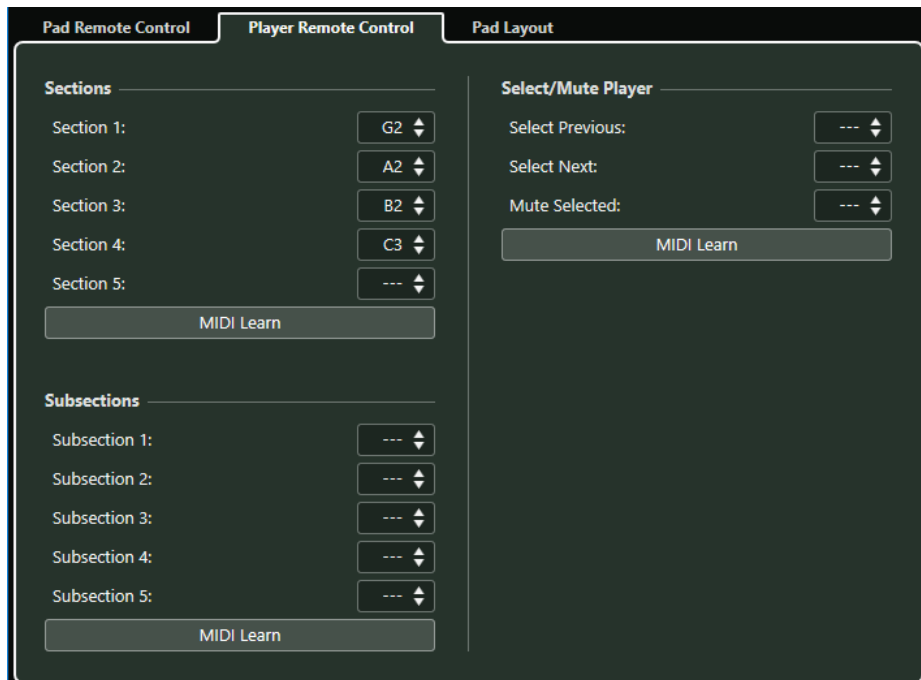 Pad Remote Control Player Remote Control Pad Layout
Sections
Section 1: G2
Section 2: A2
Section 3: B2
Section 4: C3
Section 5: ---
MIDI Learn
Subsections
Subsection 1: ---
Subsection 2: ---
Subsection 3: ---
Subsection 4: ---
Subsection 5: ---
MIDI Learn
Select/Mute Player
Select Previous: ---
Select Next: ---
Mute Selected: ---
MIDI Learn